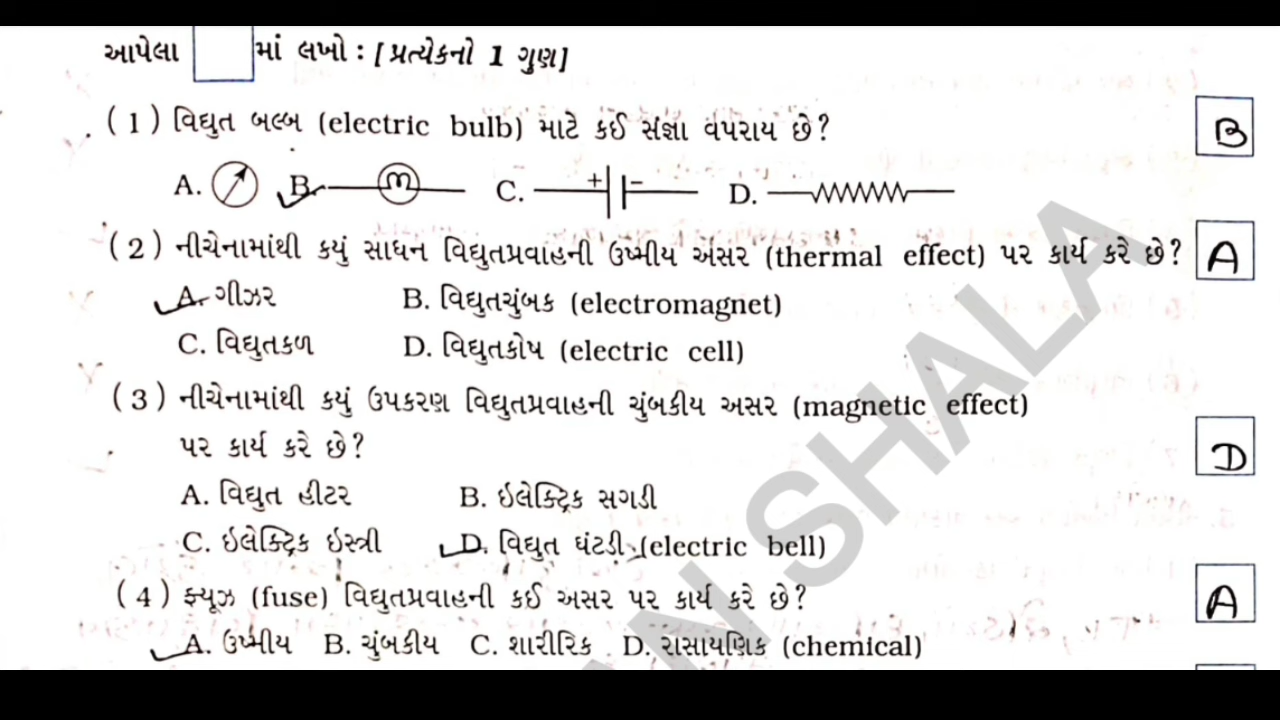 આપેલા માં લખો : [ પ્રત્યેકનો 1 ગુણ]
( 1 ) વિદ્યુત બલ્બ (electric bulb) માટે કઈ સંજ્ઞા વપરાય છે? B
A. B. m C. + − D.
( 2 ) નીચેનામાંથી કયું સાધન વિદ્યુતપ્રવાહની ઉષ્મીય અસર (thermal effect) પર કાર્ય કરે છે? A
A. ગીઝર B. વિદ્યુતચુંબક (electromagnet)
C. વિદ્યુતકળ D. વિદ્યુતકોષ (electric cell)
( 3 ) નીચેનામાંથી કયું ઉપકરણ વિદ્યુતપ્રવાહની ચુંબકીય અસર (magnetic effect)
પર કાર્ય કરે છે? D
A. વિદ્યુત હીટર B. ઇલેક્ટ્રિક સગડી
C. ઇલેક્ટ્રિક ઇસ્ત્રી D. વિદ્યુત ઘંટડી (electric bell)
( 4 ) ફ્યૂઝ (fuse) વિદ્યુતપ્રવાહની કઈ અસર પર કાર્ય કરે છે? A
A. ઉષ્મીય B. ચુંબકીય C. શારીરિક D. રાસાયણિક (chemical)
AN SHALA